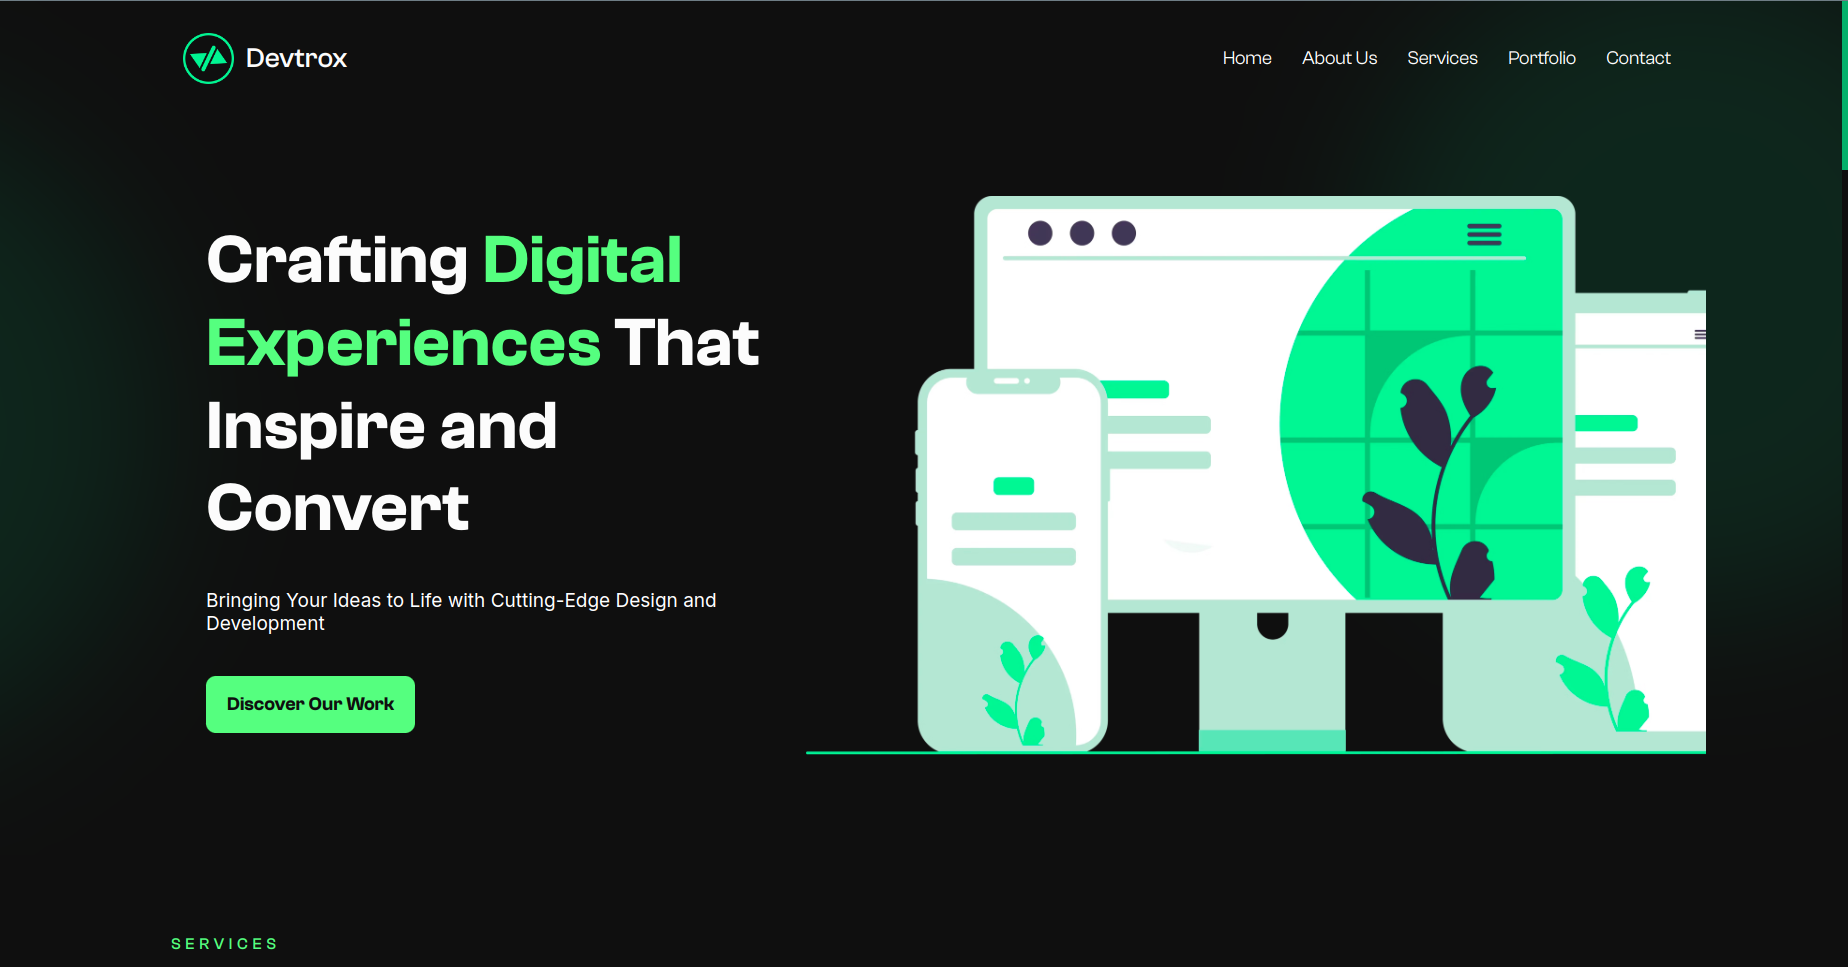 Devtrox
Home About Us Services Portfolio Contact
Crafting Digital
Experiences That
Inspire and
Convert
Bringing Your Ideas to Life with Cutting-Edge Design and
Development
Discover Our Work
SERVICES